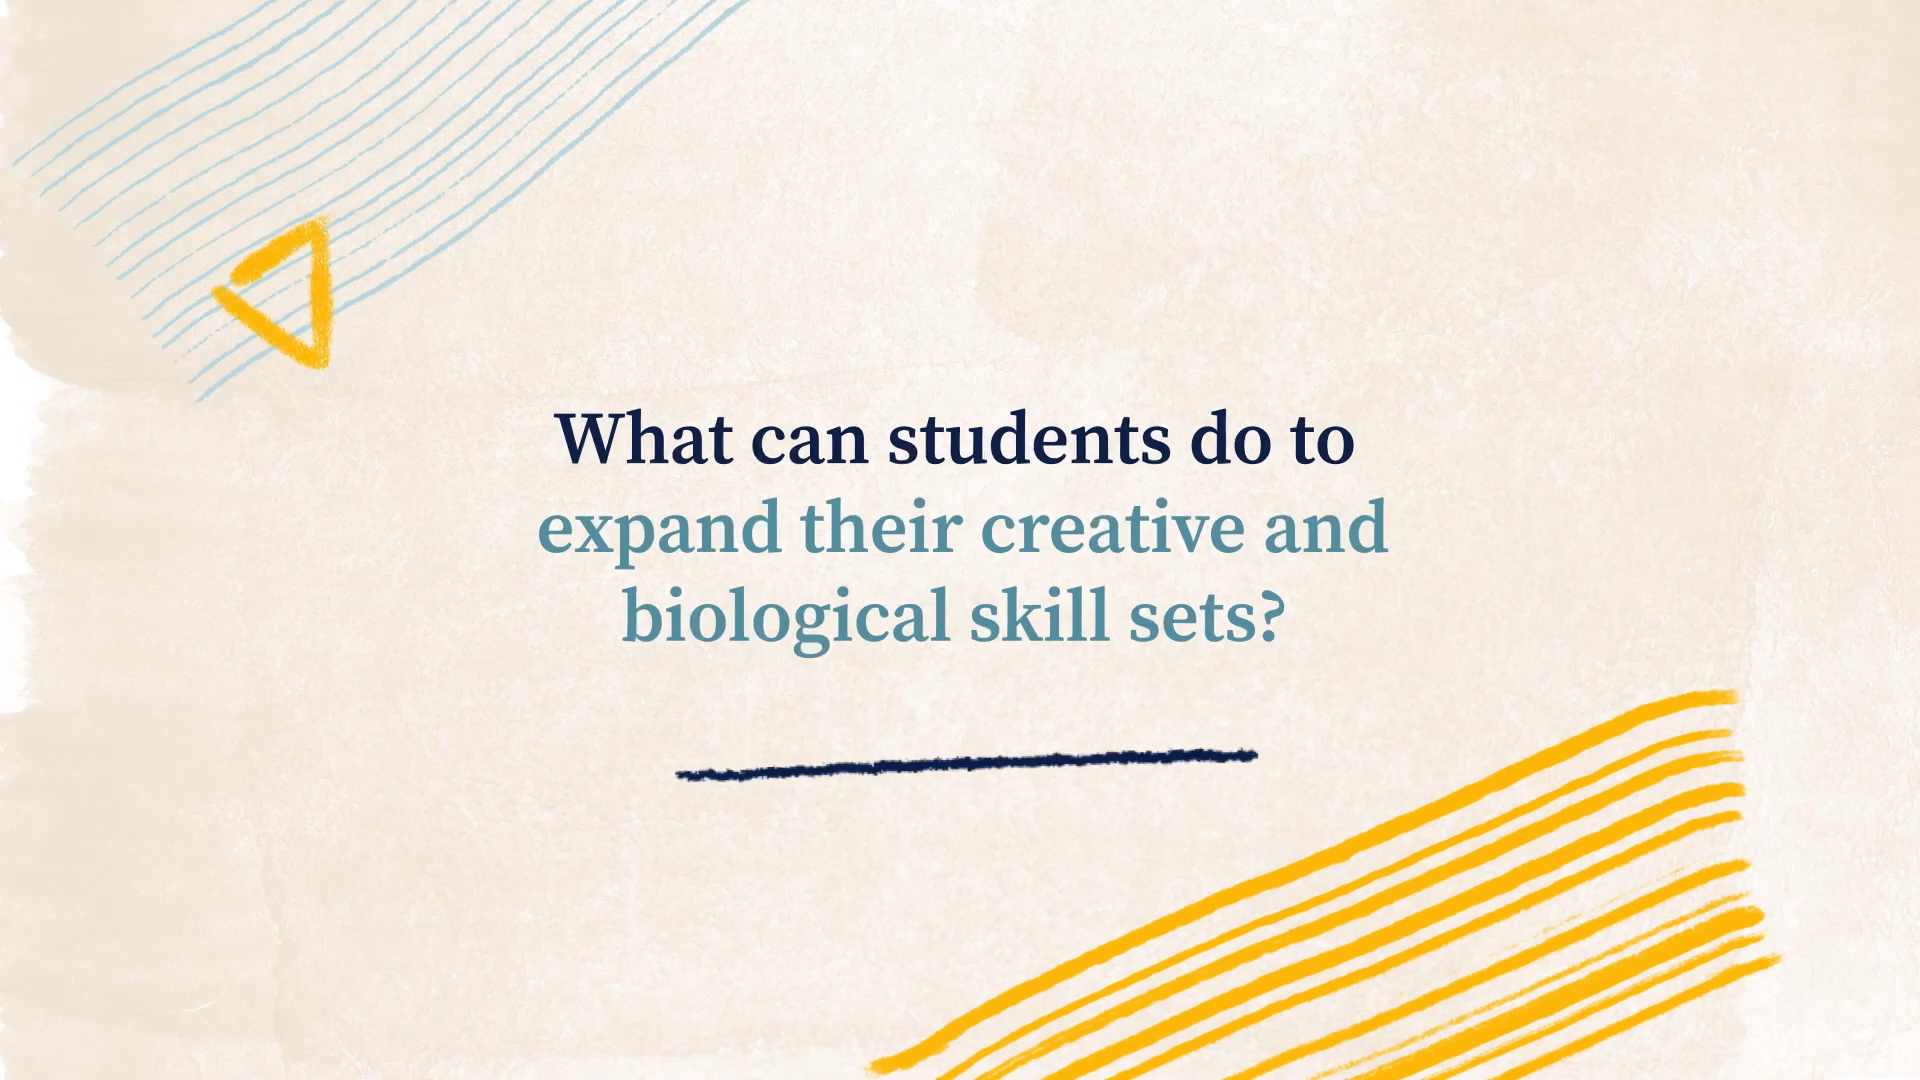 What can students do to
expand their creative and
biological skill sets?